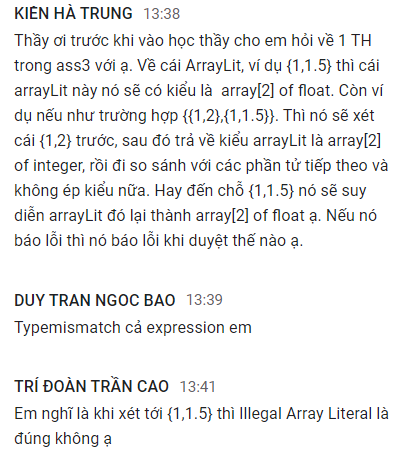 KIÊN HÀ TRUNG 13:38
Thầy ơi trước khi vào học thầy cho em hỏi về 1 TH
trong ass3 với ạ. Về cái ArrayLit, ví dụ {1,1.5} thì cái
arrayLit này nó sẽ có kiểu là  array[2] of float. Còn ví
dụ nếu như trường hợp {{1,2},{1,1.5}}. Thì nó sẽ xét
cái {1,2} trước, sau đó trả về kiểu arrayLit là array[2]
of integer, rồi đi so sánh với các phần tử tiếp theo và
không ép kiểu nữa. Hay đến chỗ {1,1.5} nó sẽ suy
diễn arrayLit đó lại thành array[2] of float ạ. Nếu nó
báo lỗi thì nó báo lỗi khi duyệt thế nào ạ.
DUY TRAN NGOC BAO 13:39
Typemismatch cả expression em
TRÍ ĐOÀN TRẦN CAO 13:41
Em nghĩ là khi xét tới {1,1.5} thì Illegal Array Literal là
đúng không ạ